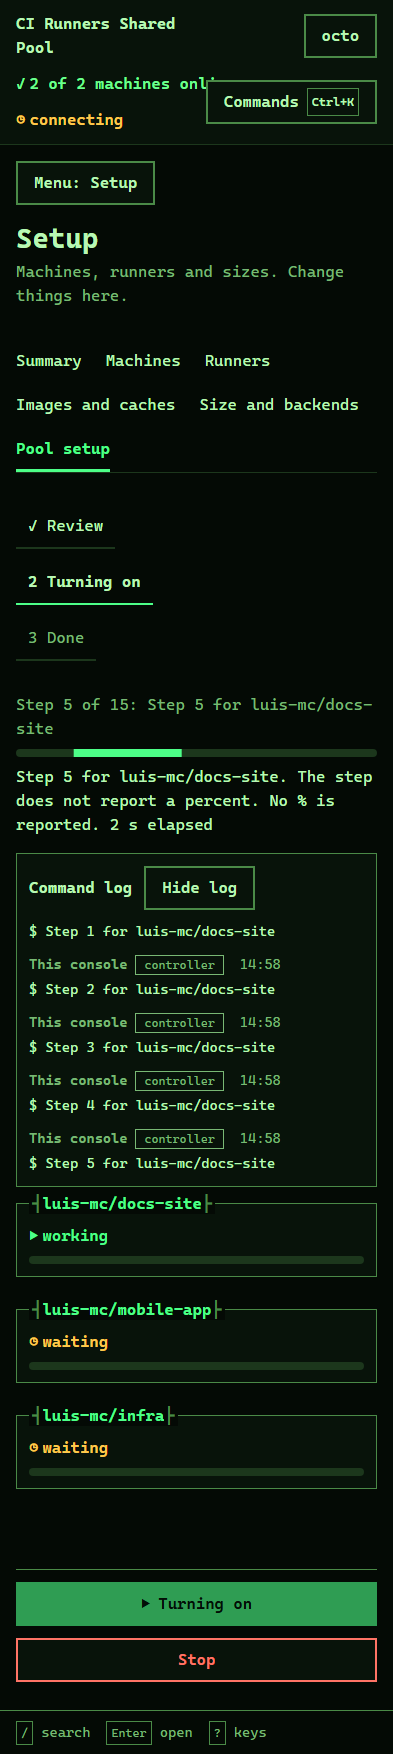 CI Runners Shared
Pool
octo
√ 2 of 2 machines onl
Commands Ctrl+K
connecting
Menu: Setup
Setup
Machines, runners and sizes. Change
things here.
Summary Machines Runners
Images and caches Size and backends
Pool setup
√ Review
2 Turning on
3 Done
Step 5 of 15: Step 5 for luis-mc/docs-
site
Step 5 for luis-mc/docs-site. The step
does not report a percent. No % is
reported. 2 s elapsed
Command log Hide log
$ Step 1 for luis-mc/docs-site
This console controller 14:58
$ Step 2 for luis-mc/docs-site
This console controller 14:58
$ Step 3 for luis-mc/docs-site
This console controller 14:58
$ Step 4 for luis-mc/docs-site
This console controller 14:58
$ Step 5 for luis-mc/docs-site
luis-mc/docs-site
working
luis-mc/mobile-app
waiting
luis-mc/infra
waiting
Turning on
Stop
/ search Enter open ? keys